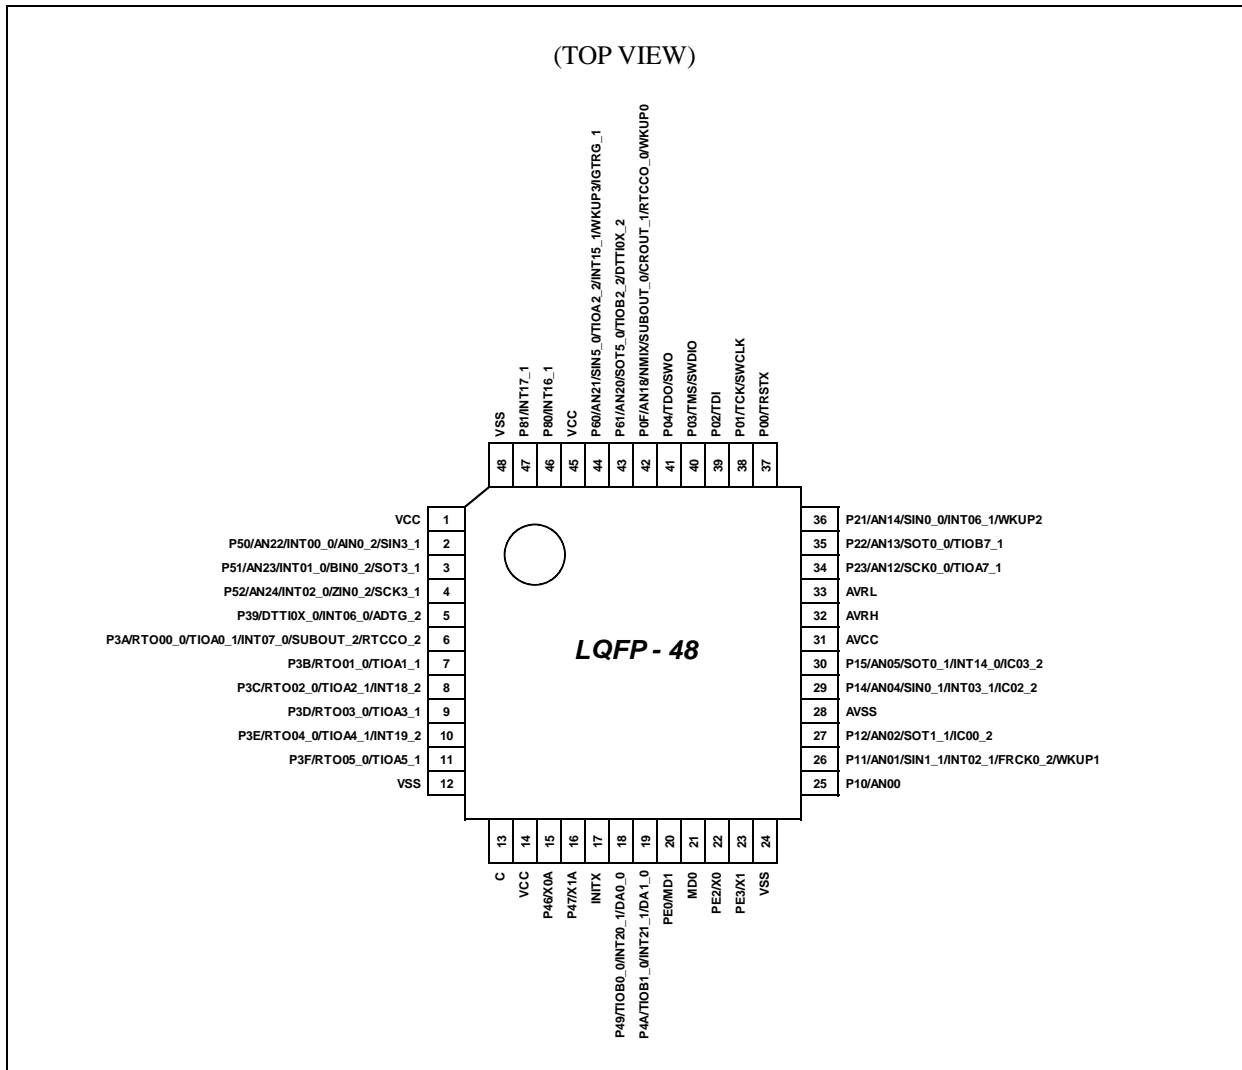 (TOP VIEW)
VSS
P81/INT17_1
P80/INT16_1
VCC
P60/AN21/SIN5_0/TIOA2_2/INT15_1/WKUP3/IGTRG_1
P61/AN20/SOT5_0/TIOB2_2/DTTI0X_2
P0F/AN18/NMIX/SUBOUT_0/CROUT_1/RTCCO_0/WKUP0
P04/TDO/SWO
P03/TMS/SWDIO
P02/TDI
P01/TCK/SWCLK
P00/TRSTX
48
47
46
45
44
43
42
41
40
39
38
37
VCC 1
P50/AN22/INT00_0/AIN0_2/SIN3_1 2
P51/AN23/INT01_0/BIN0_2/SOT3_1 3
P52/AN24/INT02_0/ZIN0_2/SCK3_1 4
P39/DTTI0X_0/INT06_0/ADTG_2 5
P3A/RTO00_0/TIOA0_1/INT07_0/SUBOUT_2/RTCCO_2 6
P3B/RTO01_0/TIOA1_1 7
P3C/RTO02_0/TIOA2_1/INT18_2 8
P3D/RTO03_0/TIOA3_1 9
P3E/RTO04_0/TIOA4_1/INT19_2 10
P3F/RTO05_0/TIOA5_1 11
VSS 12
LQFP - 48
36 P21/AN14/SIN0_0/INT06_1/WKUP2
35 P22/AN13/SOT0_0/TIOB7_1
34 P23/AN12/SCK0_0/TIOA7_1
33 AVRL
32 AVRH
31 AVCC
30 P15/AN05/SOT0_1/INT14_0/IC03_2
29 P14/AN04/SIN0_1/INT03_1/IC02_2
28 AVSS
27 P12/AN02/SOT1_1/IC00_2
26 P11/AN01/SIN1_1/INT02_1/FRCK0_2/WKUP1
25 P10/AN00
13
14
15
16
17
18
19
20
21
22
23
24
C
VCC
P46/X0A
P47/X1A
INITX
P49/TIOB0_0/INT20_1/DA0_0
P4A/TIOB1_0/INT21_1/DA1_0
PE0/MD1
MD0
PE2/X0
PE3/X1
VSS